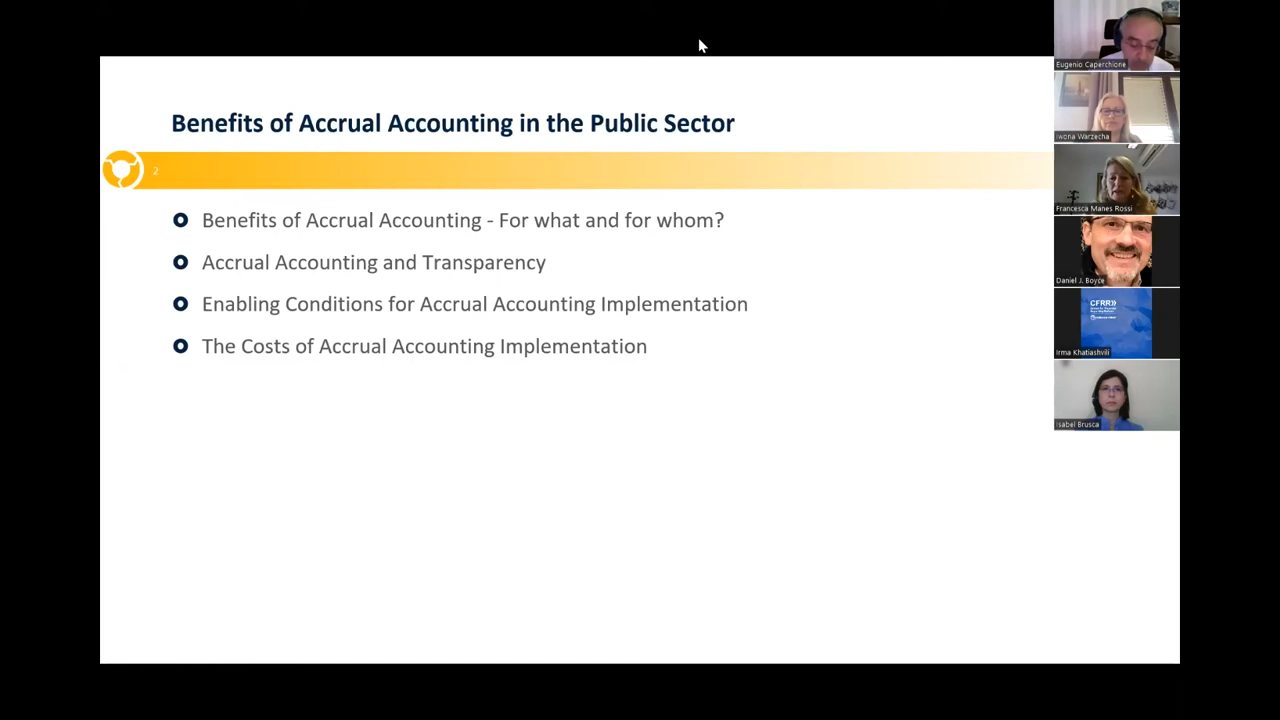 Benefits of Accrual Accounting in the Public Sector
2
Benefits of Accrual Accounting - For what and for whom?
Accrual Accounting and Transparency
Enabling Conditions for Accrual Accounting Implementation
The Costs of Accrual Accounting Implementation
Eugenio Caperchione
Iwona Warzecha
Francesca Manes Rossi
Daniel J. Boyce
CFRR
Irma Khatiashvili
Isabel Brusca